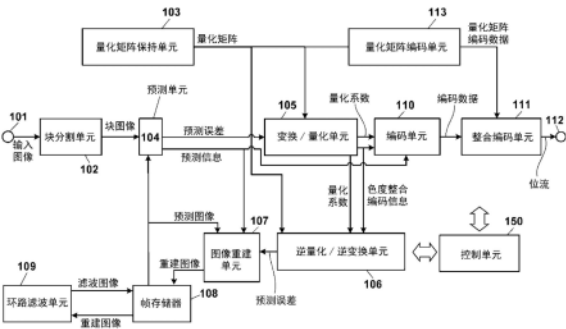 103
113
量化矩阵保持单元
量化矩阵
量化矩阵编码单元
量化矩阵
编码数据
预测单元
101
105
量化系数
110
编码数据
111
112
块分割单元
块图像
104
预测误差
变换／量化单元
编码单元
整合编码单元
输入
图像
102
预测信息
位流
量化
系数
色度整合
编码信息
预测图像
107
150
图像重建
单元
逆量化／逆变换单元
控制单元
109
滤波图像
重建图像
106
环路滤波单元
帧存储器
108
预测误差
重建图像